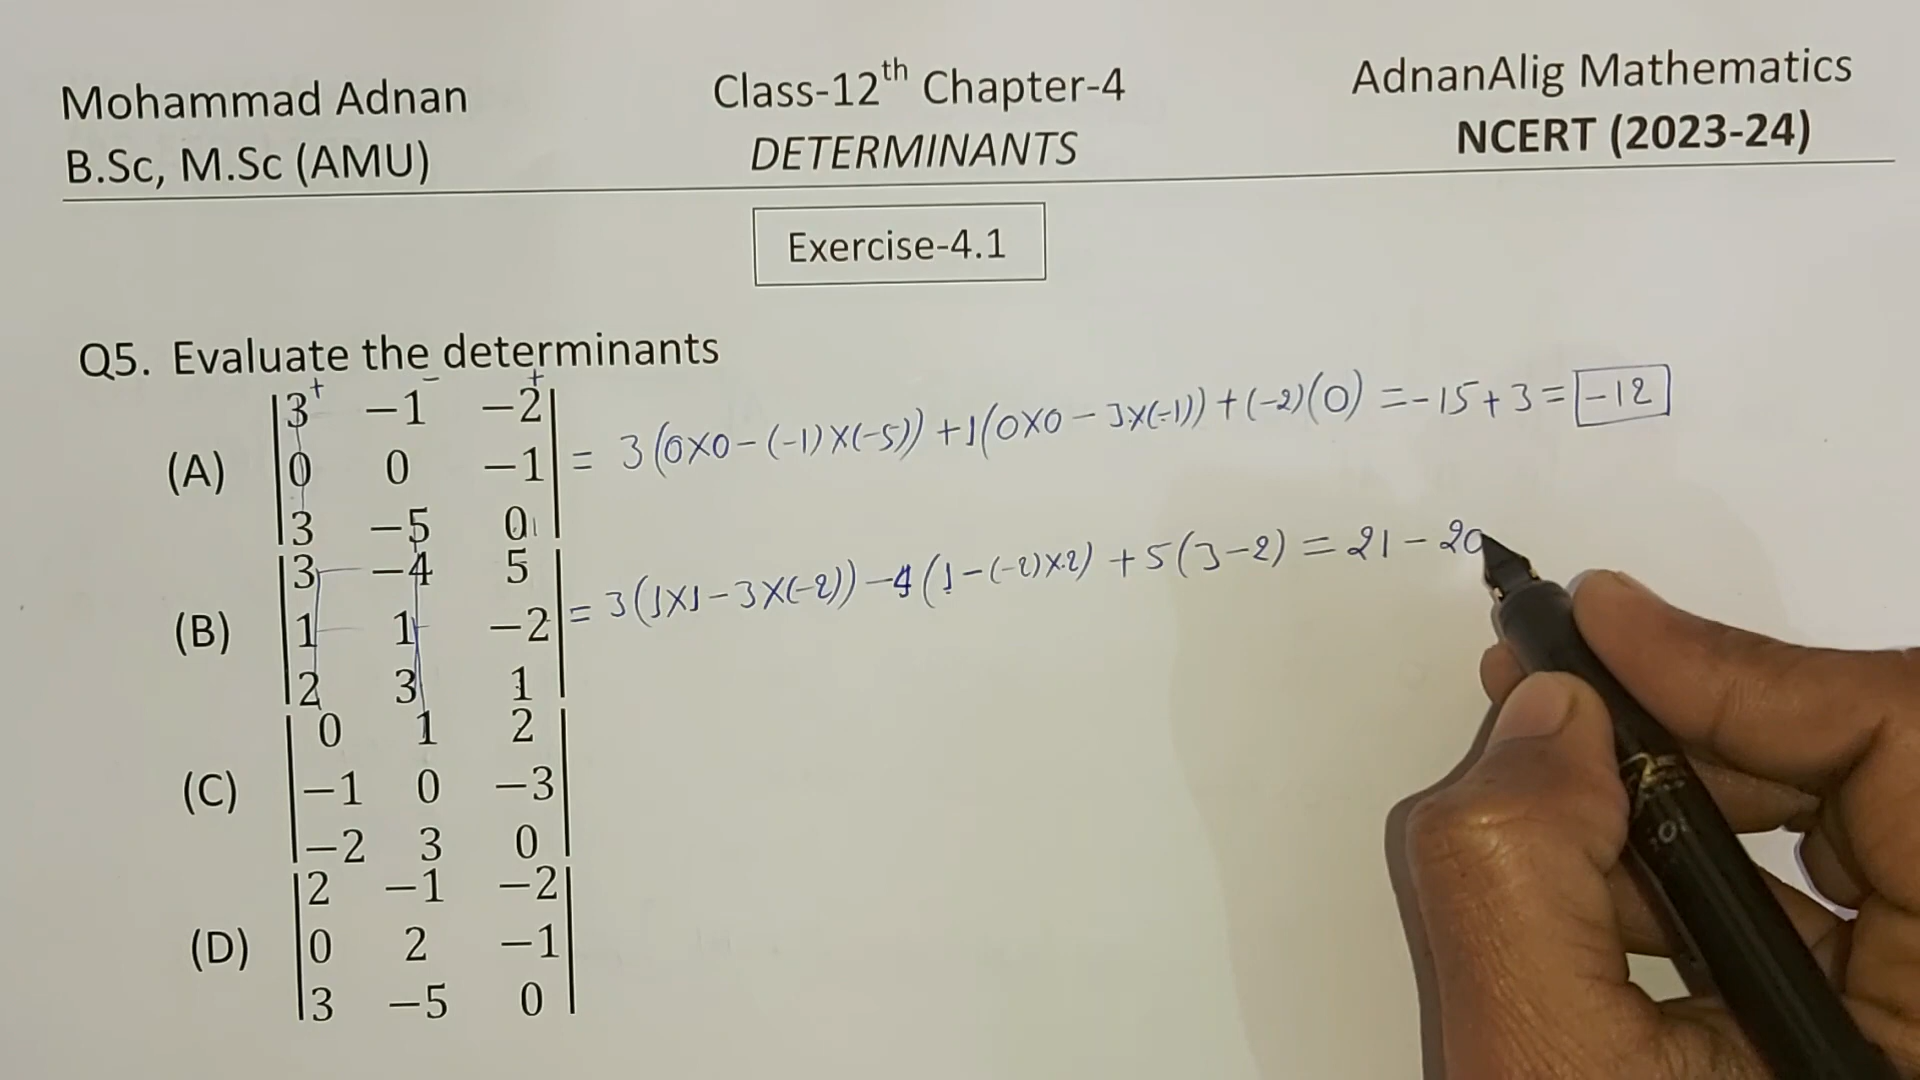 Mohammad Adnan
B.Sc, M.Sc (AMU)
Class-12th Chapter-4
DETERMINANTS
AdnanAlig Mathematics
NCERT (2023-24)
Exercise-4.1
Q5. Evaluate the determinants
+ − +
(A) |3 −1 −2|
|0 0 −1| = 3(0×0−(−1)×(−5))+1(0×0−3×(−1))+(−2)(0) =−15+3= −12
|3 −5 0|
(B) |3 −4 5|
|1 1 −2| = 3(1×1−3×(−2))−4(1−(−2)×2)+5(3−2) = 21−20
|2 3 1|
(C) |0 1 2|
|−1 0 −3|
|−2 3 0|
(D) |2 −1 −2|
|0 2 −1|
|3 −5 0|